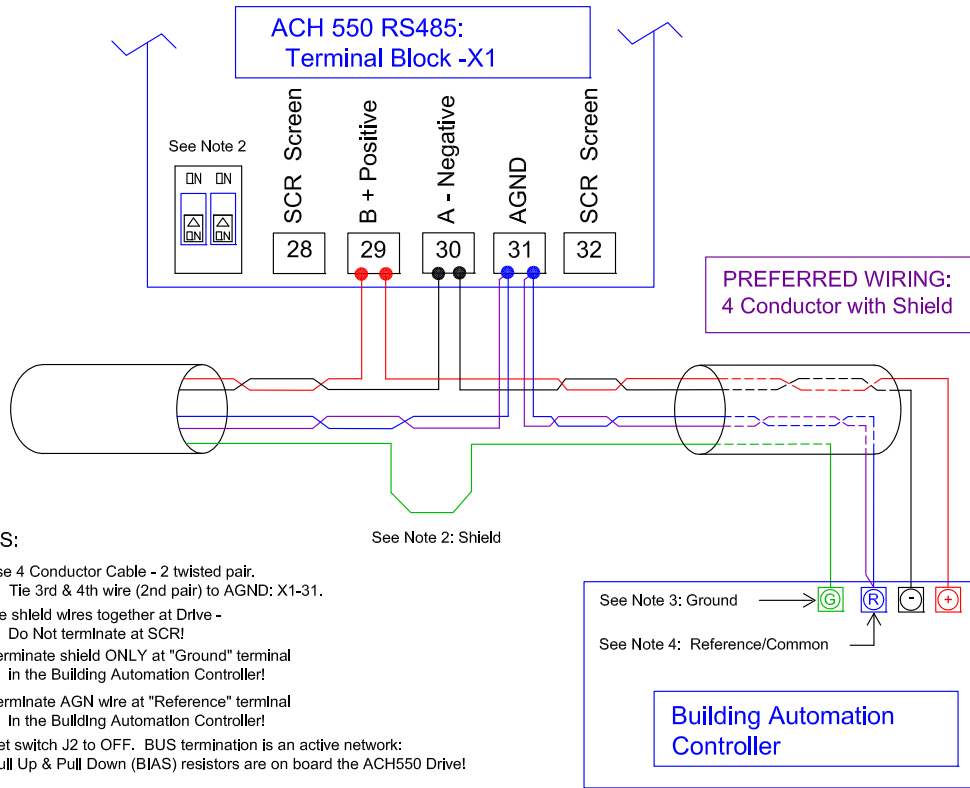 ACH 550 RS485:
Terminal Block -X1
See Note 2
ON ON
ON ON
SCR Screen
B + Positive
A - Negative
AGND
SCR Screen
28
29
30
31
32
PREFERRED WIRING:
4 Conductor with Shield
See Note 2: Shield
S:
se 4 Conductor Cable - 2 twisted pair.
Tie 3rd & 4th wire (2nd pair) to AGND: X1-31.
e shield wires together at Drive -
Do Not terminate at SCR!
erminate shield ONLY at "Ground" terminal
in the Building Automation Controller!
erminate AGN wire at "Reference" terminal
in the Building Automation Controller!
et switch J2 to OFF. BUS termination is an active network:
ull Up & Pull Down (BIAS) resistors are on board the ACH550 Drive!
See Note 3: Ground
G R - +
See Note 4: Reference/Common
Building Automation
Controller